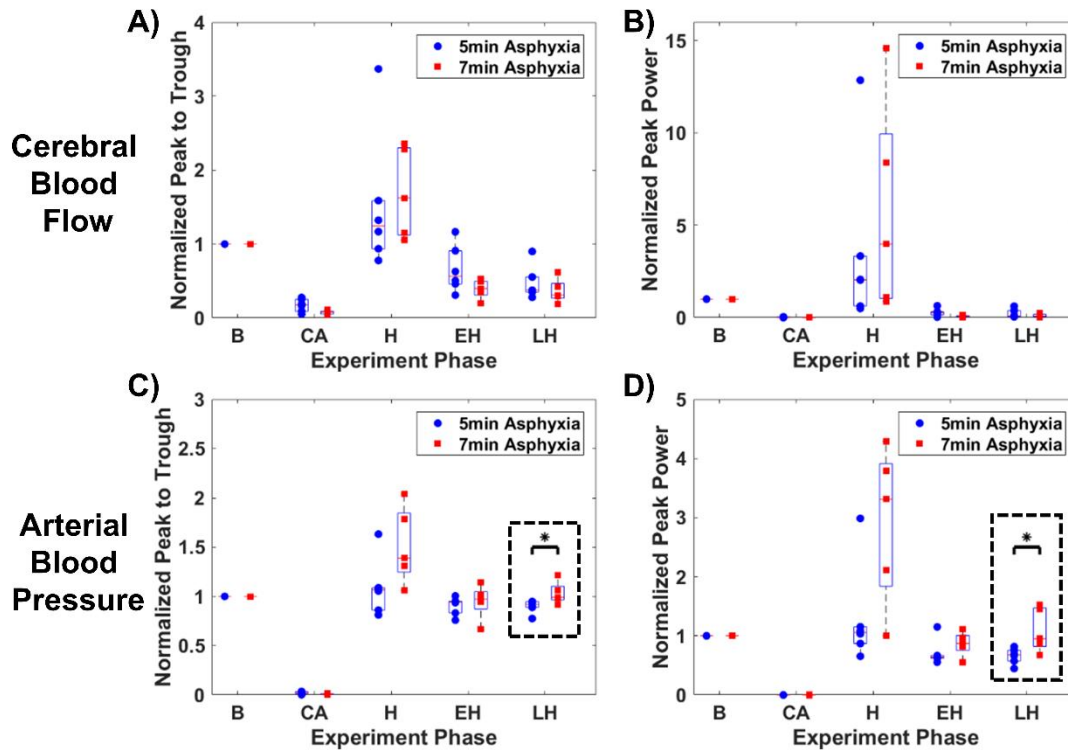 Cerebral
Blood
Flow
A)
Normalized Peak to Trough
4
3
2
1
0
5min Asphyxia
7min Asphyxia
B CA H EH LH
Experiment Phase
B)
Normalized Peak Power
15
10
5
0
5min Asphyxia
7min Asphyxia
B CA H EH LH
Experiment Phase
Arterial
Blood
Pressure
C)
Normalized Peak to Trough
3
2.5
2
1.5
1
0.5
0
5min Asphyxia
7min Asphyxia
*
B CA H EH LH
Experiment Phase
D)
Normalized Peak Power
5
4
3
2
1
0
5min Asphyxia
7min Asphyxia
*
B CA H EH LH
Experiment Phase